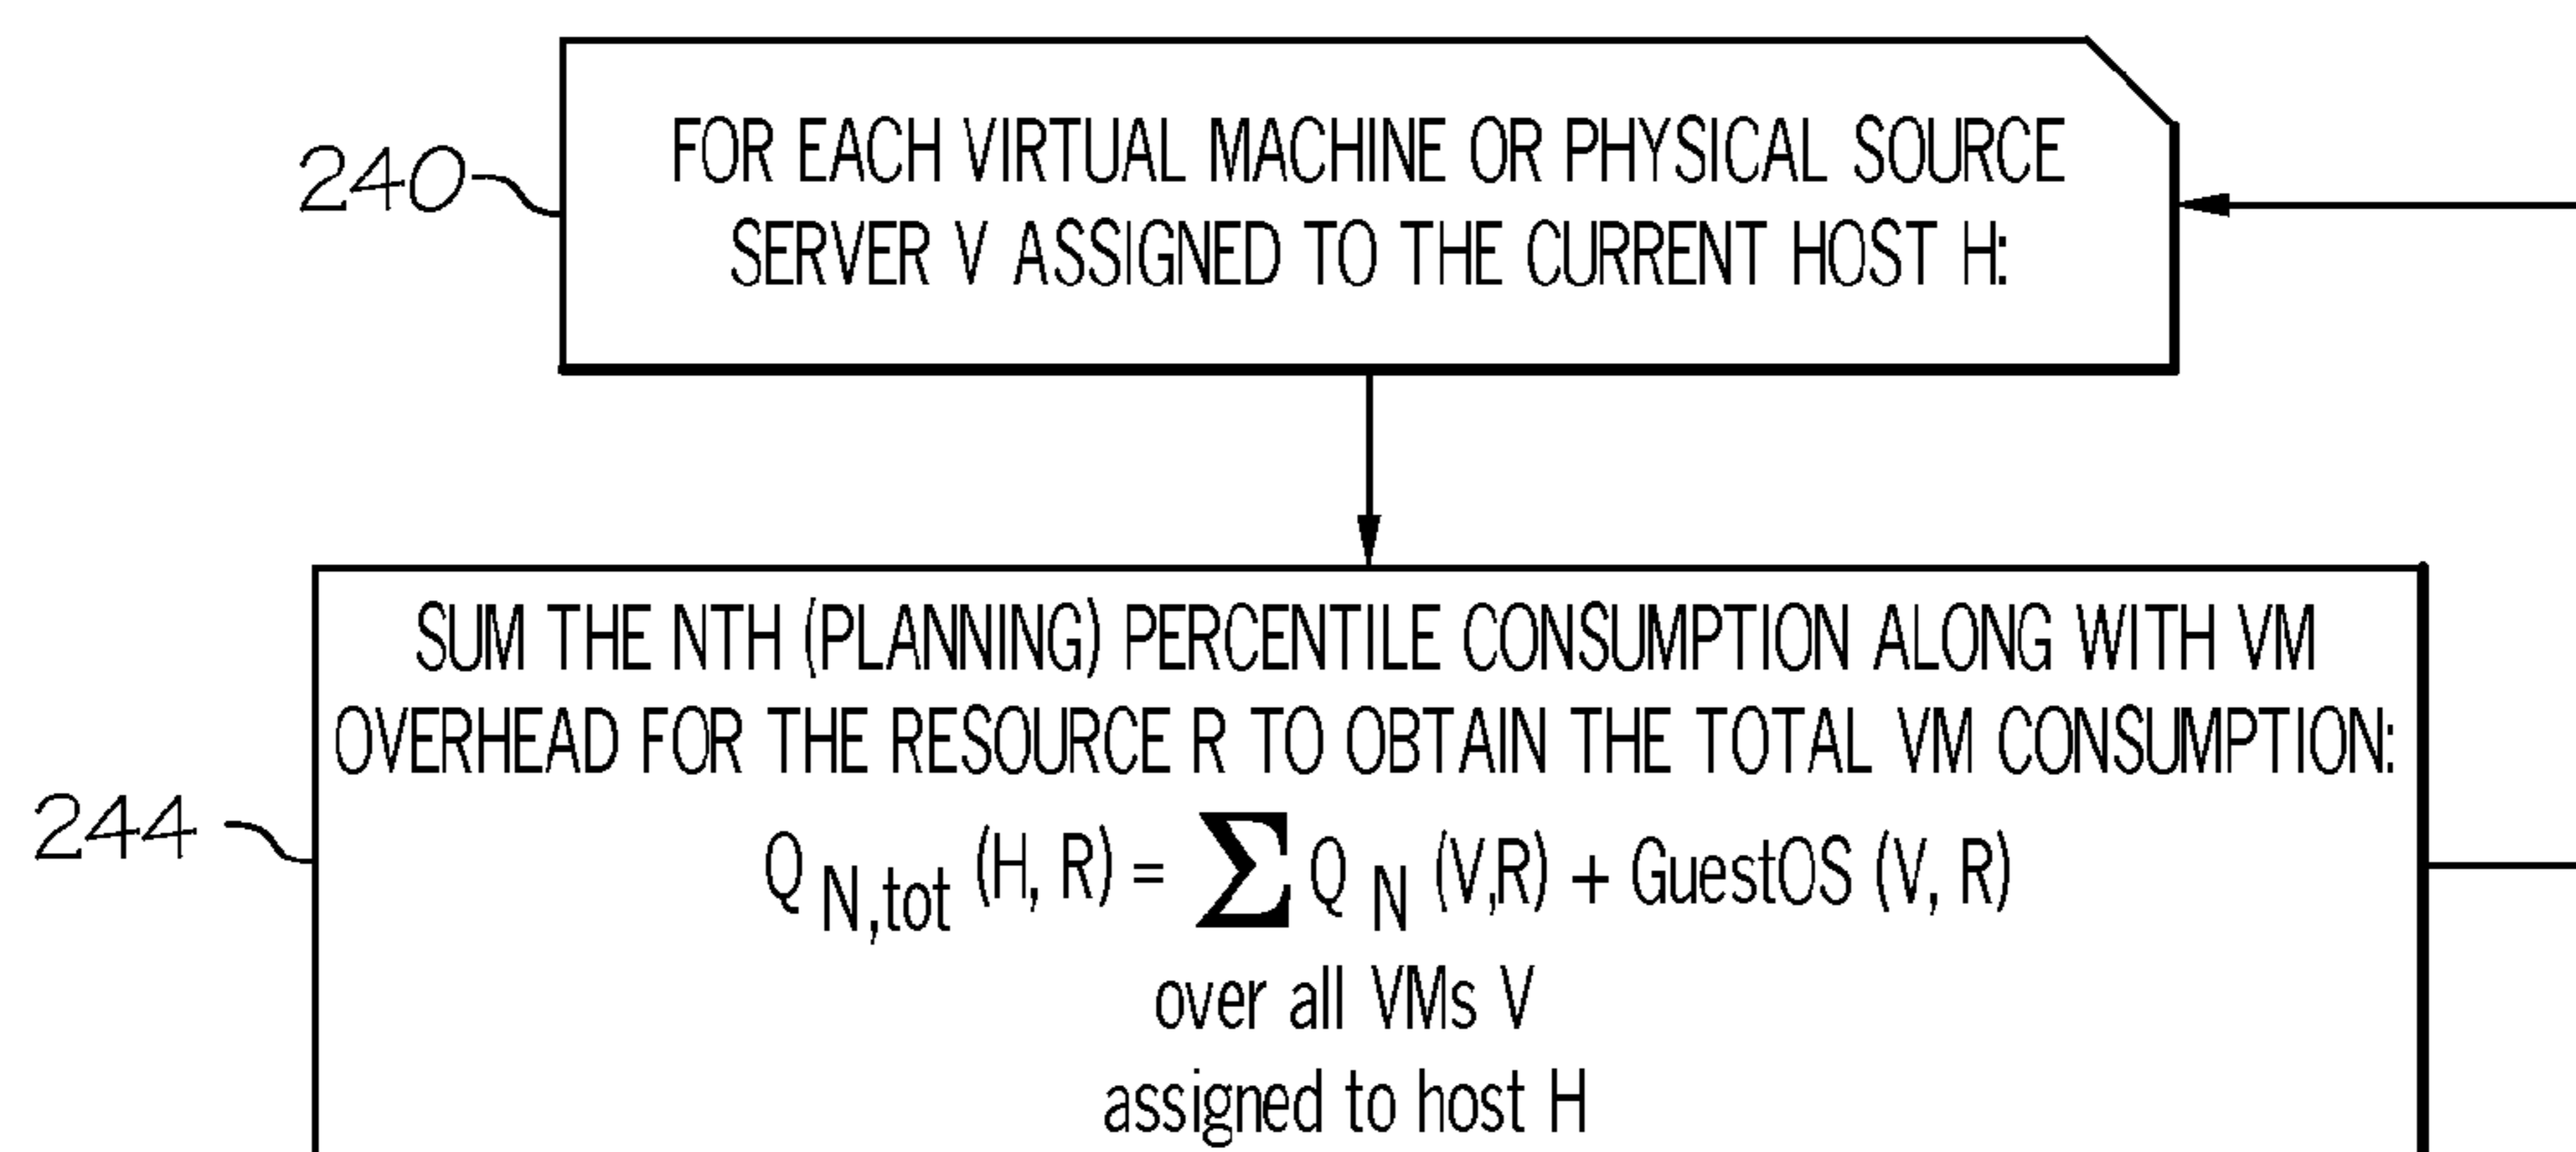 FOR EACH VIRTUAL MACHINE OR PHYSICAL SOURCE
240
SERVER V ASSIGNED TO THE CURRENT HOST H:
SUM THE NTH (PLANNING) PERCENTILE CONSUMPTION ALONG WITH VM
OVERHEAD FOR THE RESOURCE R TO OBTAIN THE TOTAL VM CONSUMPTION:
244
Q N,tot (H, R) = Σ Q N (V,R) + GuestOS (V, R)
over all VMs V
assigned to host H